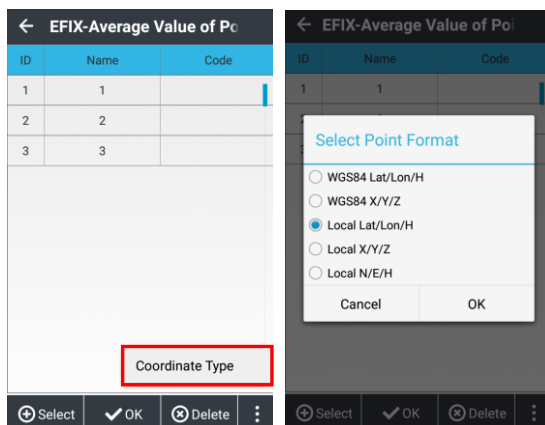 EFIX-Average Value of Po
ID Name Code
1 1
2 2
3 3
Coordinate Type
Select OK Delete
EFIX-Average Value of Poi
ID Name Code
1 1
3
Select Point Format
WGS84 Lat/Lon/H
WGS84 X/Y/Z
Local Lat/Lon/H
Local X/Y/Z
Local N/E/H
Cancel OK
Select OK Delete